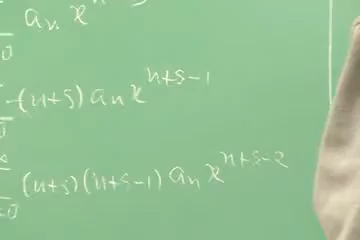 aₙ x^{n+s}
(n+s) aₙ x^{n+s-1}
(n+s)(n+s-1) aₙ x^{n+s-2}